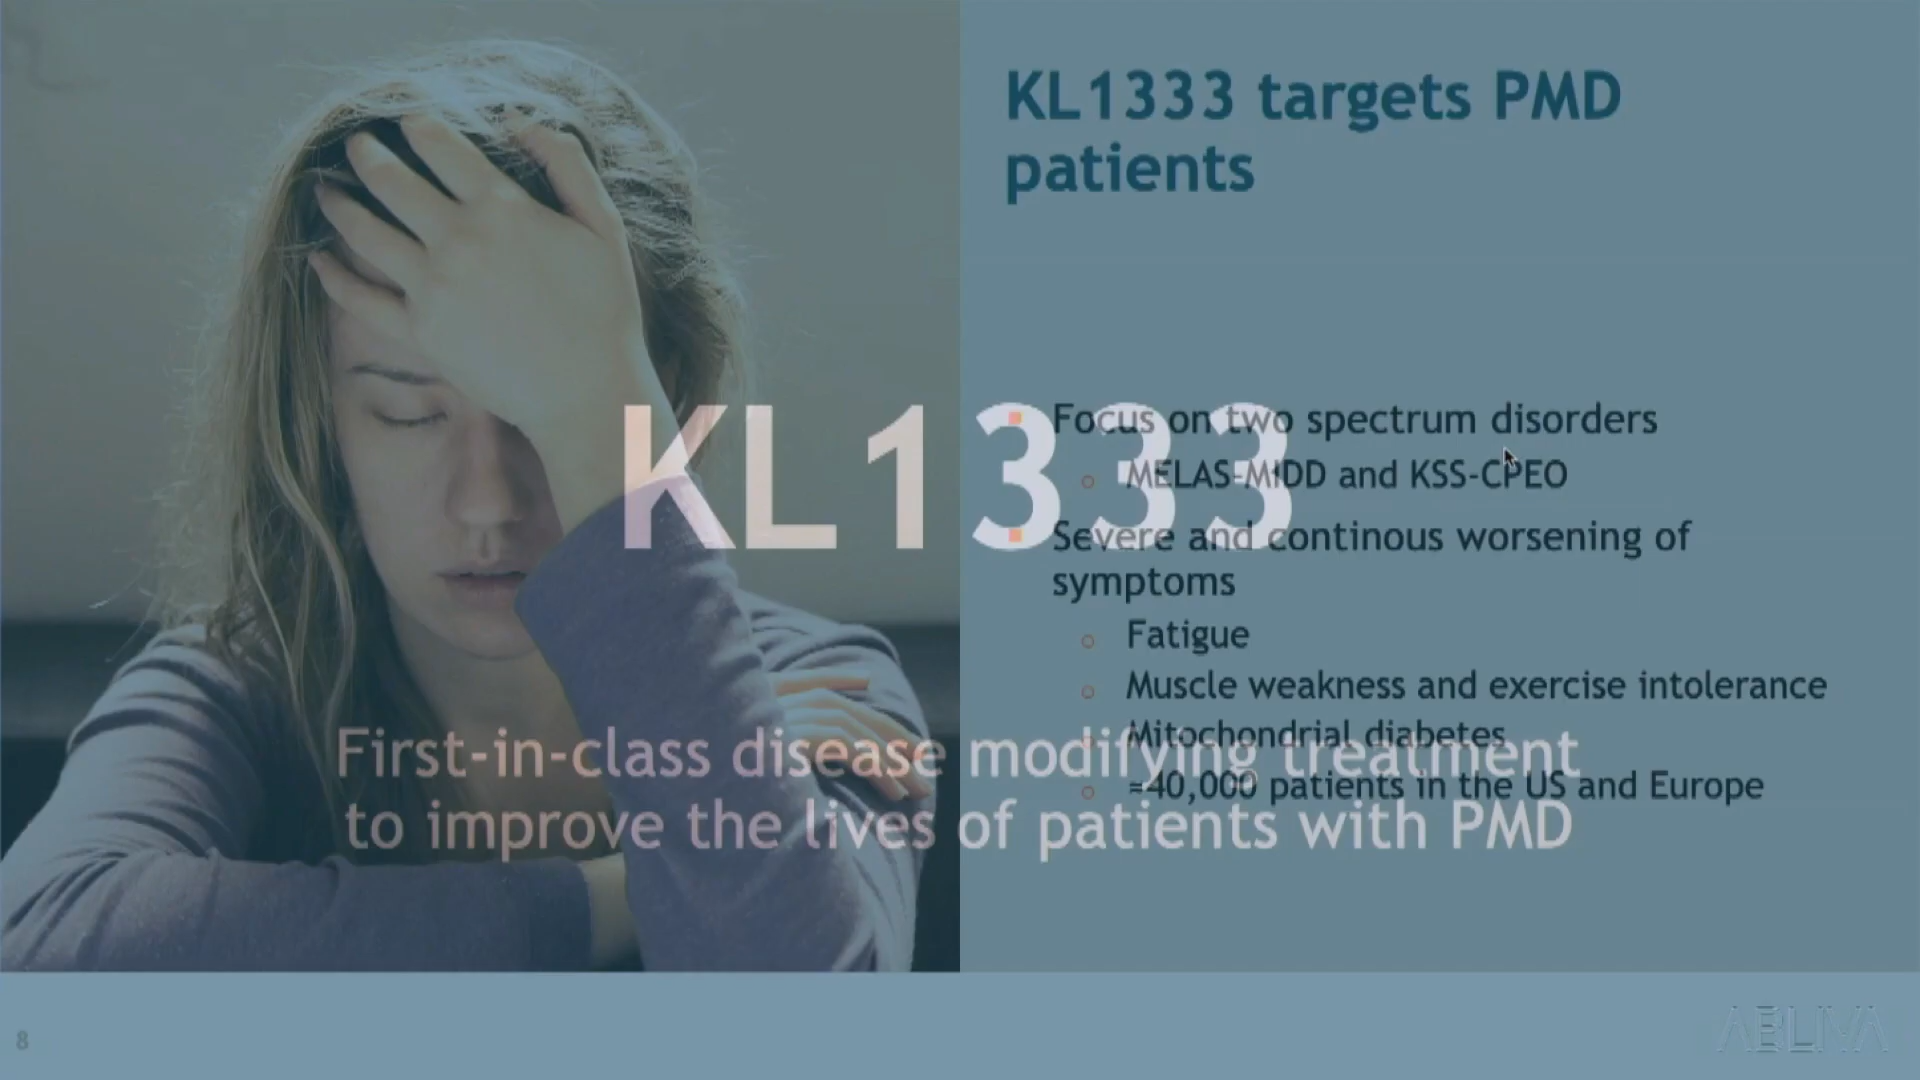 KL1333 targets PMD
patients
KL1333
Focus on two spectrum disorders
MELAS-MIDD and KSS-CPEO
Severe and continous worsening of
symptoms
Fatigue
Muscle weakness and exercise intolerance
Mitochondrial diabetes
≈40,000 patients in the US and Europe
First-in-class disease modifying treatment
to improve the lives of patients with PMD
8
ABLIVA